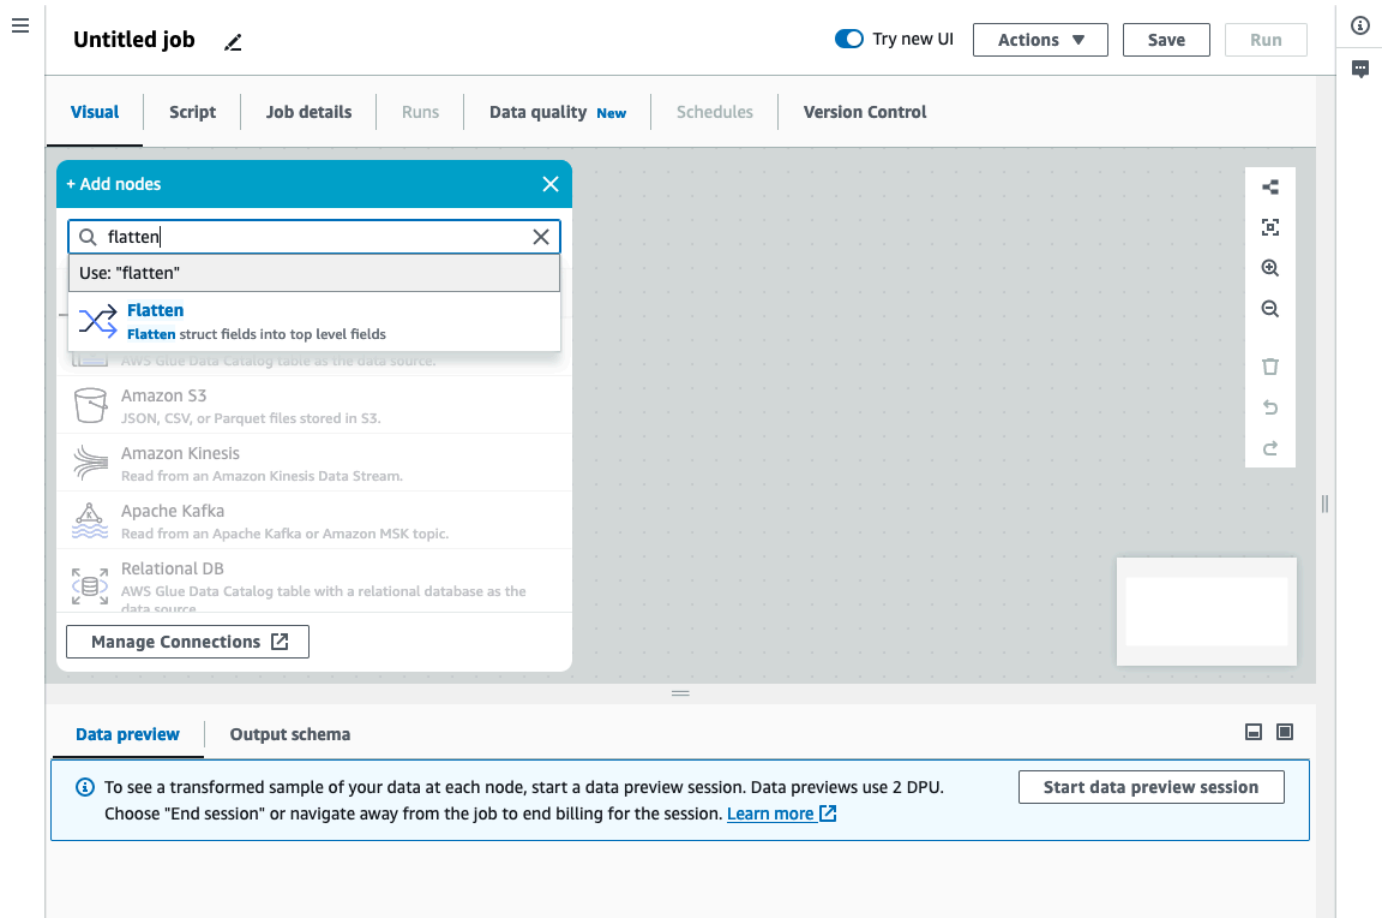 Untitled job
Try new UI
Actions
Save
Run
Visual
Script
Job details
Runs
Data quality New
Schedules
Version Control
+ Add nodes
flatten
Use: "flatten"
Flatten
Flatten struct fields into top level fields
AWS Glue Data Catalog table as the data source.
Amazon S3
JSON, CSV, or Parquet files stored in S3.
Amazon Kinesis
Read from an Amazon Kinesis Data Stream.
Apache Kafka
Read from an Apache Kafka or Amazon MSK topic.
Relational DB
AWS Glue Data Catalog table with a relational database as the
data source
Manage Connections
Data preview
Output schema
To see a transformed sample of your data at each node, start a data preview session. Data previews use 2 DPU.
Choose "End session" or navigate away from the job to end billing for the session. Learn more
Start data preview session